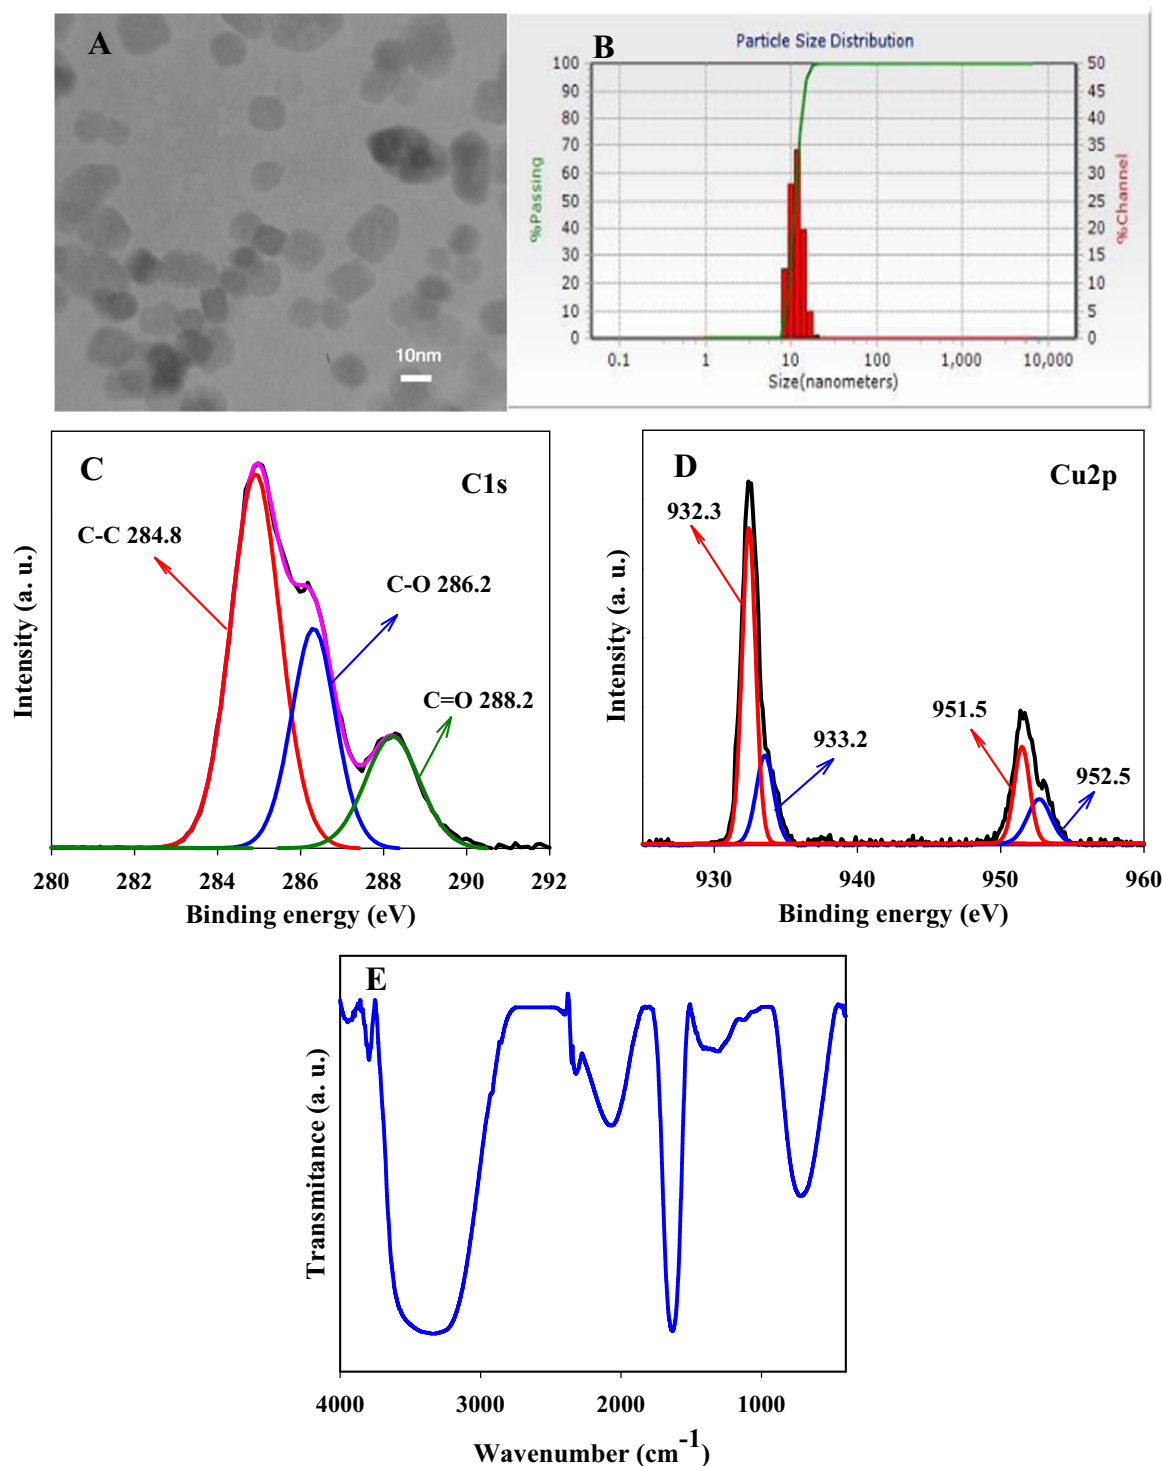 A
10nm
B
Particle Size Distribution
100
90
80
70
60
50
40
30
20
10
0
%Passing
50
45
40
35
30
25
20
15
10
5
0
%Channel
0.1 1 10 100 1,000 10,000
Size(nanometers)
C
C1s
C-C 284.8
C-O 286.2
C=O 288.2
Intensity (a. u.)
280 282 284 286 288 290 292
Binding energy (eV)
D
Cu2p
932.3
933.2
951.5
952.5
Intensity (a. u.)
930 940 950 960
Binding energy (eV)
E
Transmitance (a. u.)
4000 3000 2000 1000
Wavenumber (cm-1)